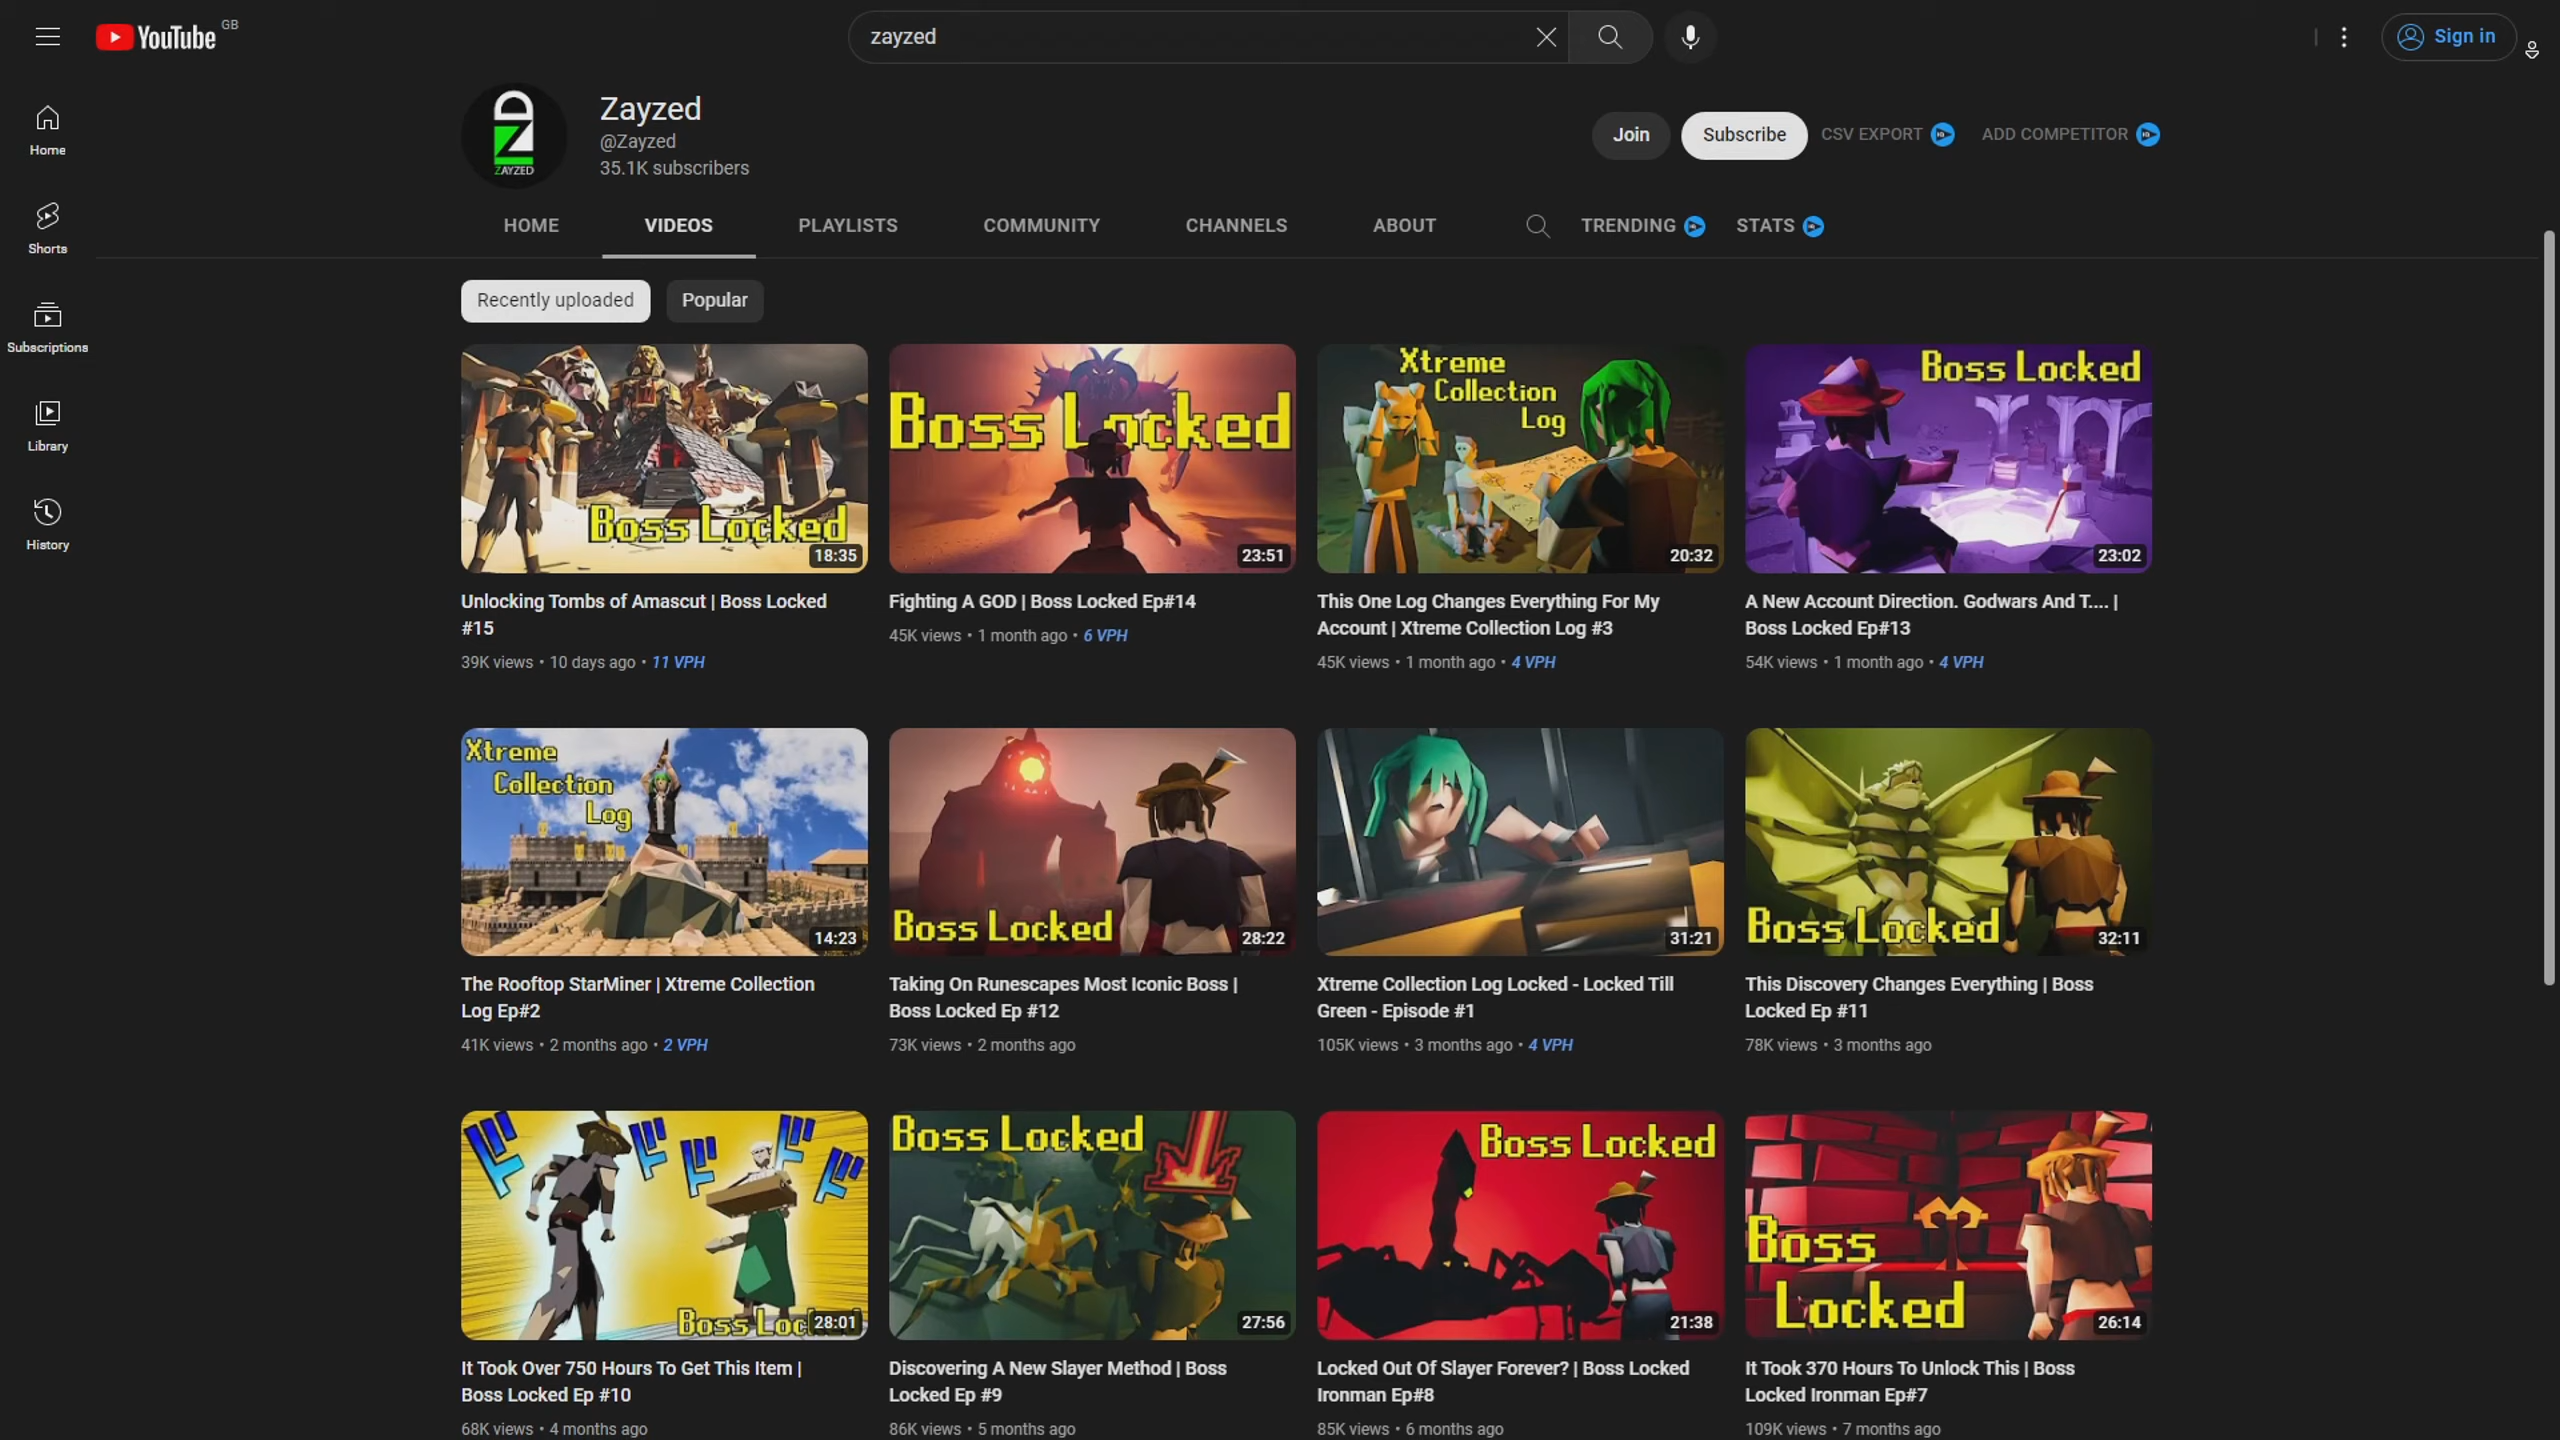 YouTube GB
zayzed
Sign in
Home
Shorts
Subscriptions
Library
History
ZAYZED
Zayzed
@Zayzed
35.1K subscribers
Join
Subscribe
CSV EXPORT
ADD COMPETITOR
HOME
VIDEOS
PLAYLISTS
COMMUNITY
CHANNELS
ABOUT
TRENDING
STATS
Recently uploaded
Popular
Boss Locked
18:35
Unlocking Tombs of Amascut | Boss Locked
#15
39K views • 10 days ago • 11 VPH
Boss Locked
23:51
Fighting A GOD | Boss Locked Ep#14
45K views • 1 month ago • 6 VPH
Xtreme
Collection
Log
20:32
This One Log Changes Everything For My
Account | Xtreme Collection Log #3
45K views • 1 month ago • 4 VPH
Boss Locked
23:02
A New Account Direction. Godwars And T.... |
Boss Locked Ep#13
54K views • 1 month ago • 4 VPH
Xtreme
Collection
Log
14:23
The Rooftop StarMiner | Xtreme Collection
Log Ep#2
41K views • 2 months ago • 2 VPH
Boss Locked
28:22
Taking On Runescapes Most Iconic Boss |
Boss Locked Ep #12
73K views • 2 months ago
31:21
Xtreme Collection Log Locked - Locked Till
Green - Episode #1
105K views • 3 months ago • 4 VPH
Boss Locked
32:11
This Discovery Changes Everything | Boss
Locked Ep #11
78K views • 3 months ago
ド ド ド ド ド
Boss Loc
28:01
It Took Over 750 Hours To Get This Item |
Boss Locked Ep #10
68K views • 4 months ago
Boss Locked
27:56
Discovering A New Slayer Method | Boss
Locked Ep #9
86K views • 5 months ago
Boss Locked
21:38
Locked Out Of Slayer Forever? | Boss Locked
Ironman Ep#8
85K views • 6 months ago
Boss
Locked
26:14
It Took 370 Hours To Unlock This | Boss
Locked Ironman Ep#7
109K views • 7 months ago